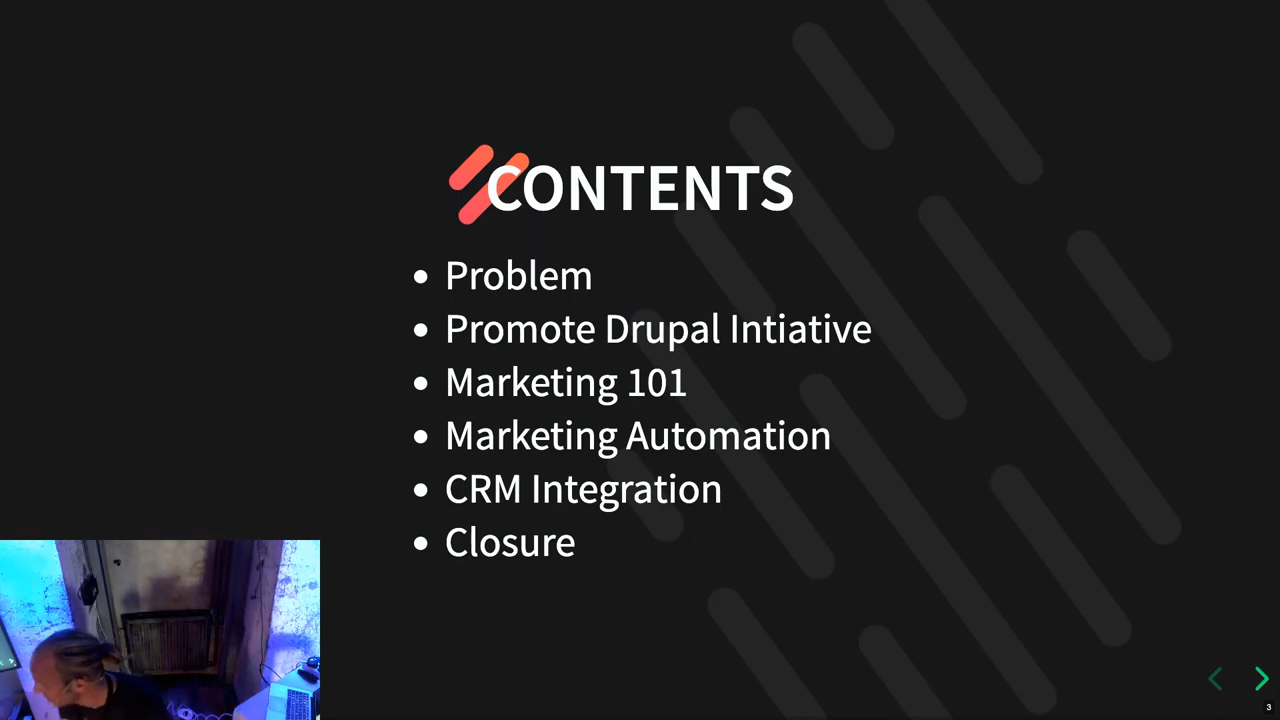 CONTENTS
Problem
Promote Drupal Intiative
Marketing 101
Marketing Automation
CRM Integration
Closure
3